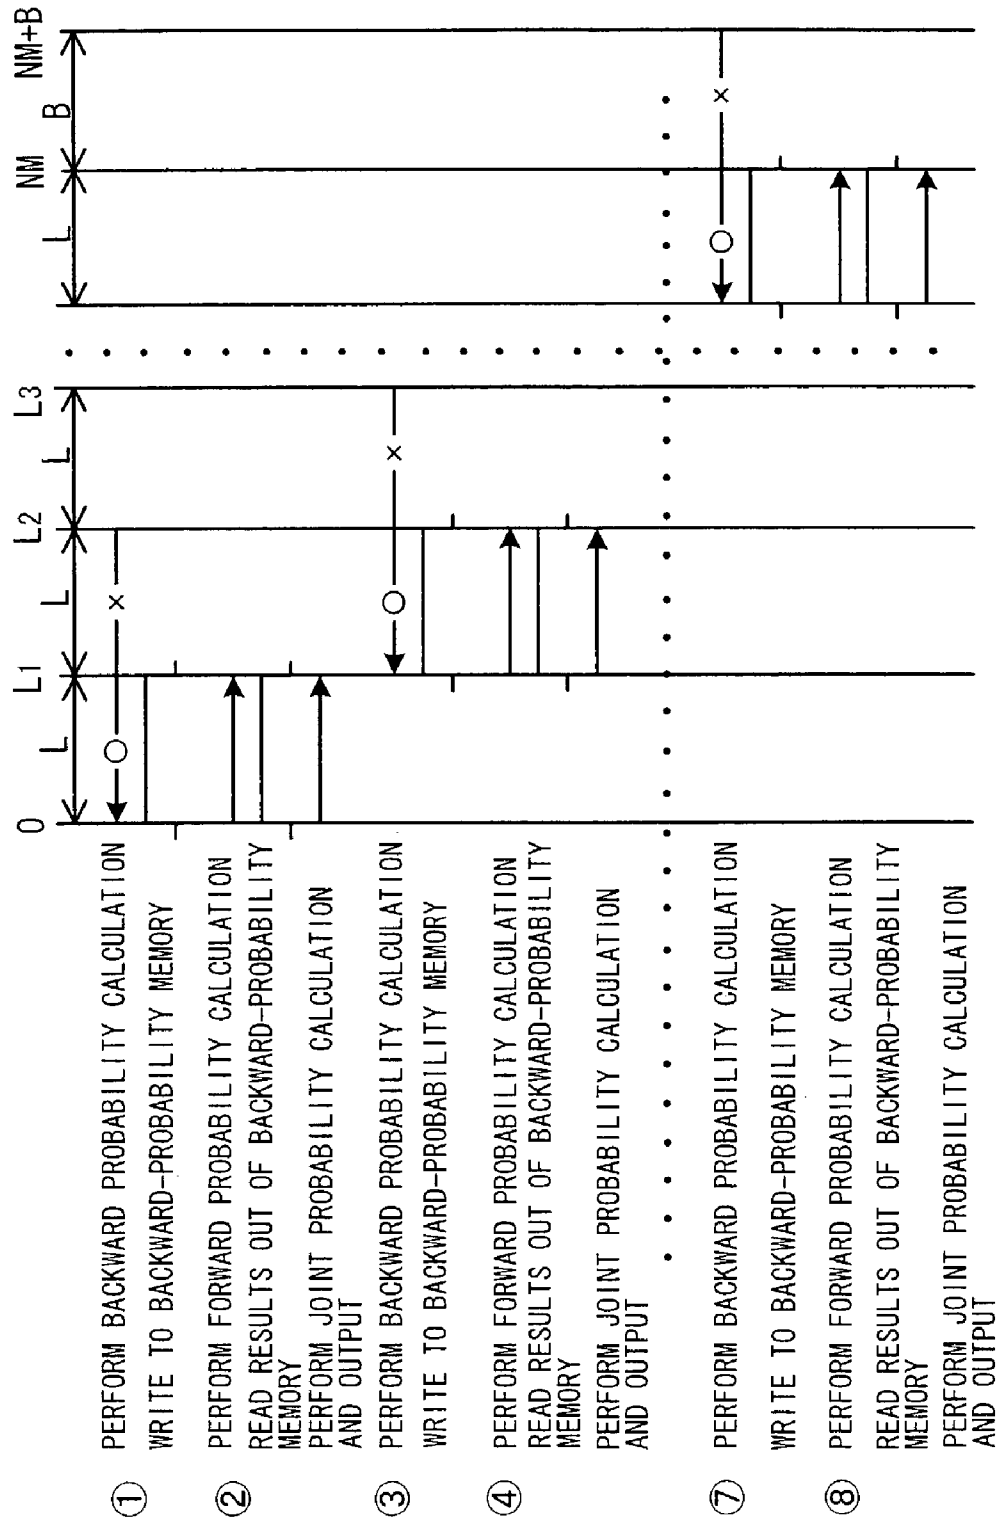 0 L1 L2 L3 NM NM+B
L L L L B
① PERFORM BACKWARD PROBABILITY CALCULATION
WRITE TO BACKWARD-PROBABILITY MEMORY
② PERFORM FORWARD PROBABILITY CALCULATION
READ RESULTS OUT OF BACKWARD-PROBABILITY
MEMORY
PERFORM JOINT PROBABILITY CALCULATION
AND OUTPUT
③ PERFORM BACKWARD PROBABILITY CALCULATION
WRITE TO BACKWARD-PROBABILITY MEMORY
④ PERFORM FORWARD PROBABILITY CALCULATION
READ RESULTS OUT OF BACKWARD-PROBABILITY
MEMORY
PERFORM JOINT PROBABILITY CALCULATION
AND OUTPUT
⑦ PERFORM BACKWARD PROBABILITY CALCULATION
WRITE TO BACKWARD-PROBABILITY MEMORY
⑧ PERFORM FORWARD PROBABILITY CALCULATION
READ RESULTS OUT OF BACKWARD-PROBABILITY
MEMORY
PERFORM JOINT PROBABILITY CALCULATION
AND OUTPUT